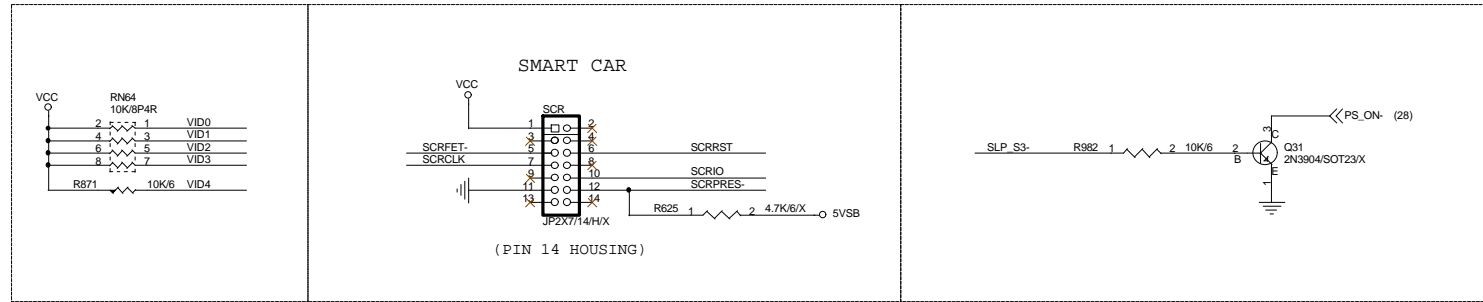 VCC
RN64
10K/8P4R
2 1 VID0
4 3 VID1
6 5 VID2
8 7 VID3
R871 10K/6 VID4
SMART CAR
VCC
SCR
1 2
3 4
SCRFET- 5 6 SCRRST
SCRCLK 7 8
9 10 SCRIO
11 12 SCRPRES-
13 14
R625 1 2 4.7K/6/X 5VSB
JP2X7/14/H/X
(PIN 14 HOUSING)
PS_ON- (28)
3 C
SLP_S3- R982 1 2 10K/6 2 B
Q31
2N3904/SOT23/X
E
1